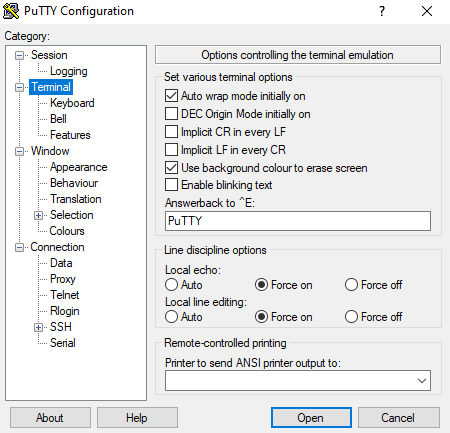 PuTTY Configuration
?
Category:
Session
Logging
Terminal
Keyboard
Bell
Features
Window
Appearance
Behaviour
Translation
Selection
Colours
Connection
Data
Proxy
Telnet
Rlogin
SSH
Serial
Options controlling the terminal emulation
Set various terminal options
Auto wrap mode initially on
DEC Origin Mode initially on
Implicit CR in every LF
Implicit LF in every CR
Use background colour to erase screen
Enable blinking text
Answerback to ^E:
PuTTY
Line discipline options
Local echo:
Auto Force on Force off
Local line editing:
Auto Force on Force off
Remote-controlled printing
Printer to send ANSI printer output to:
About Help Open Cancel